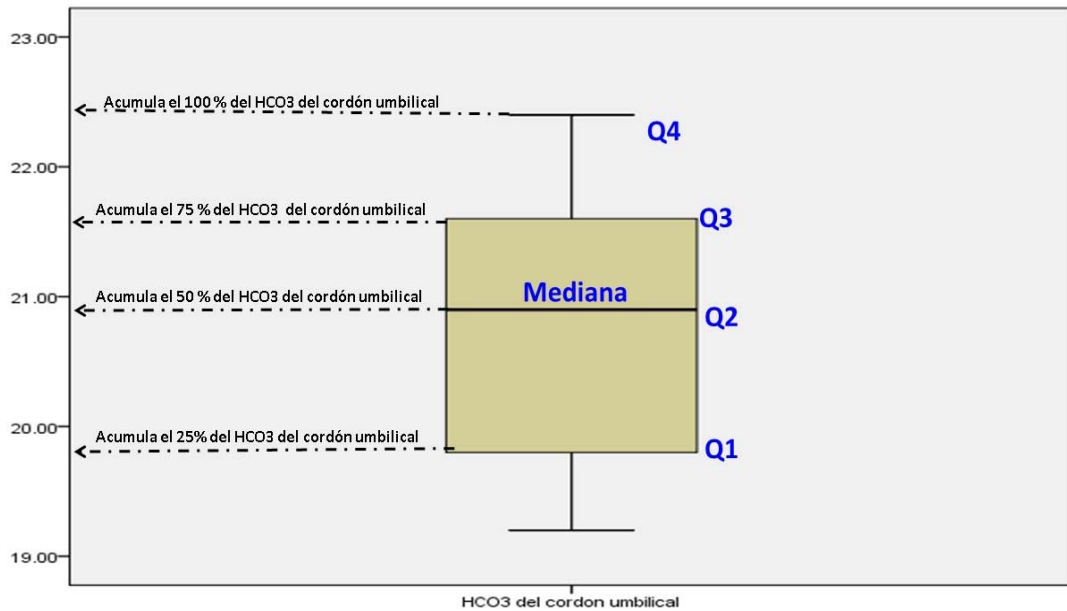 23.00
Acumula el 100 % del HCO3 del cordón umbilical
Q4
22.00
Acumula el 75 % del HCO3 del cordón umbilical
Q3
21.00
Acumula el 50 % del HCO3 del cordón umbilical
Mediana
Q2
20.00
Acumula el 25% del HCO3 del cordón umbilical
Q1
19.00
HCO3 del cordon umbilical